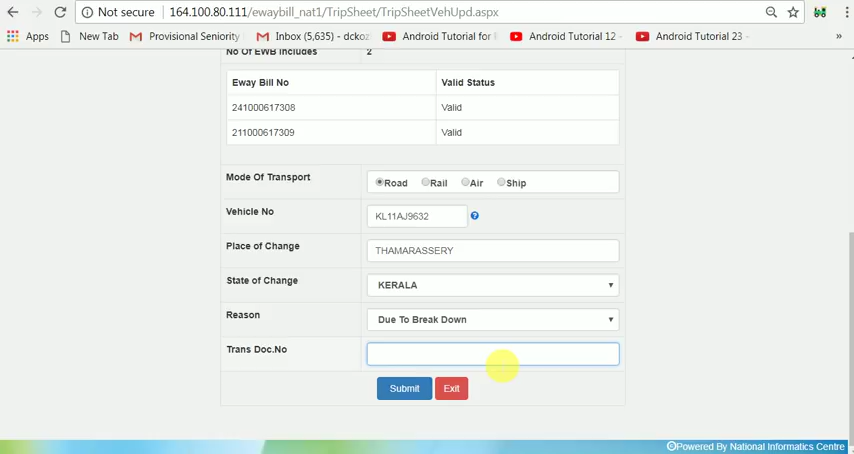 Not secure | 164.100.80.111/ewaybill_nat1/TripSheet/TripSheetVehUpd.aspx
Apps New Tab Provisional Seniority Inbox (5,635) - dckoz Android Tutorial for Android Tutorial 12 - Android Tutorial 23 - »
No Of EWB Includes 2
Eway Bill No Valid Status
241000617308 Valid
211000617309 Valid
Mode Of Transport Road Rail Air Ship
Vehicle No KL11AJ9632 ?
Place of Change THAMARASSERY
State of Change KERALA
Reason Due To Break Down
Trans Doc.No
Submit Exit
Powered By National Informatics Centre